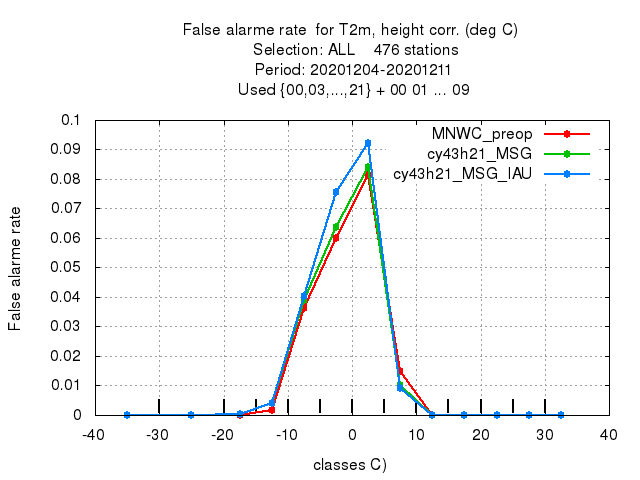 False alarme rate  for T2m, height corr. (deg C)
Selection: ALL    476 stations
Period: 20201204-20201211
Used {00,03,...,21} + 00 01 ... 09
MNWC_preop
cy43h21_MSG
cy43h21_MSG_IAU
False alarme rate
0.1
0.09
0.08
0.07
0.06
0.05
0.04
0.03
0.02
0.01
0
-40 -30 -20 -10 0 10 20 30 40
classes C)